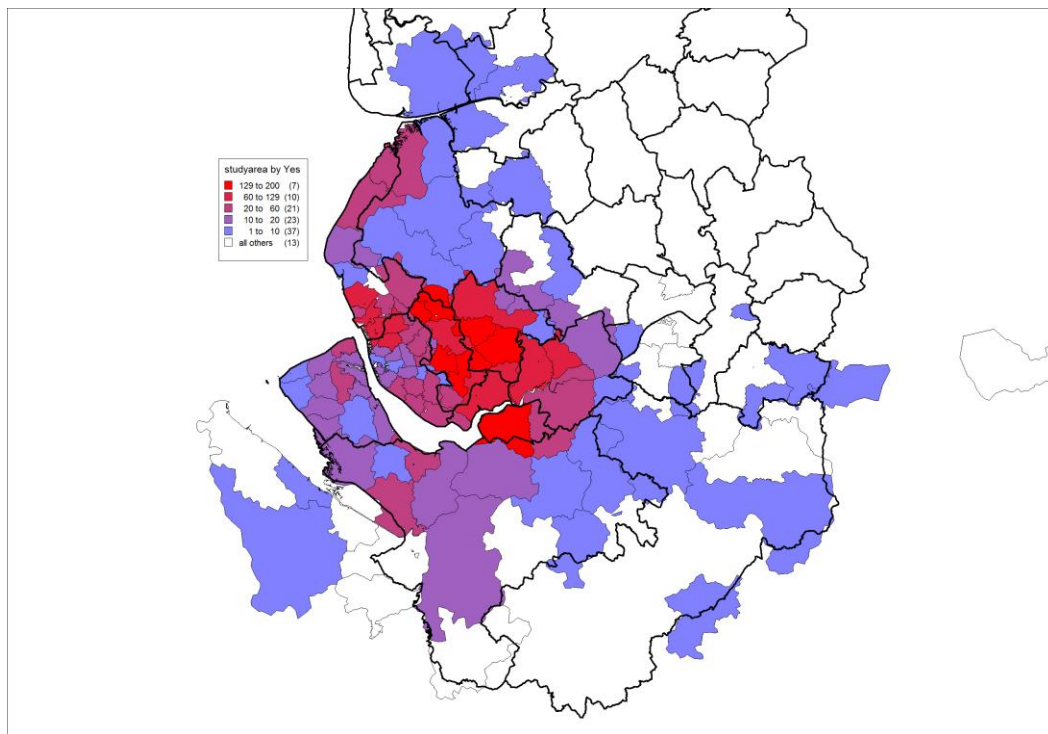 studyarea by Yes
129 to 200 (7)
60 to 129 (10)
20 to 60 (21)
10 to 20 (23)
1 to 10 (37)
all others (13)